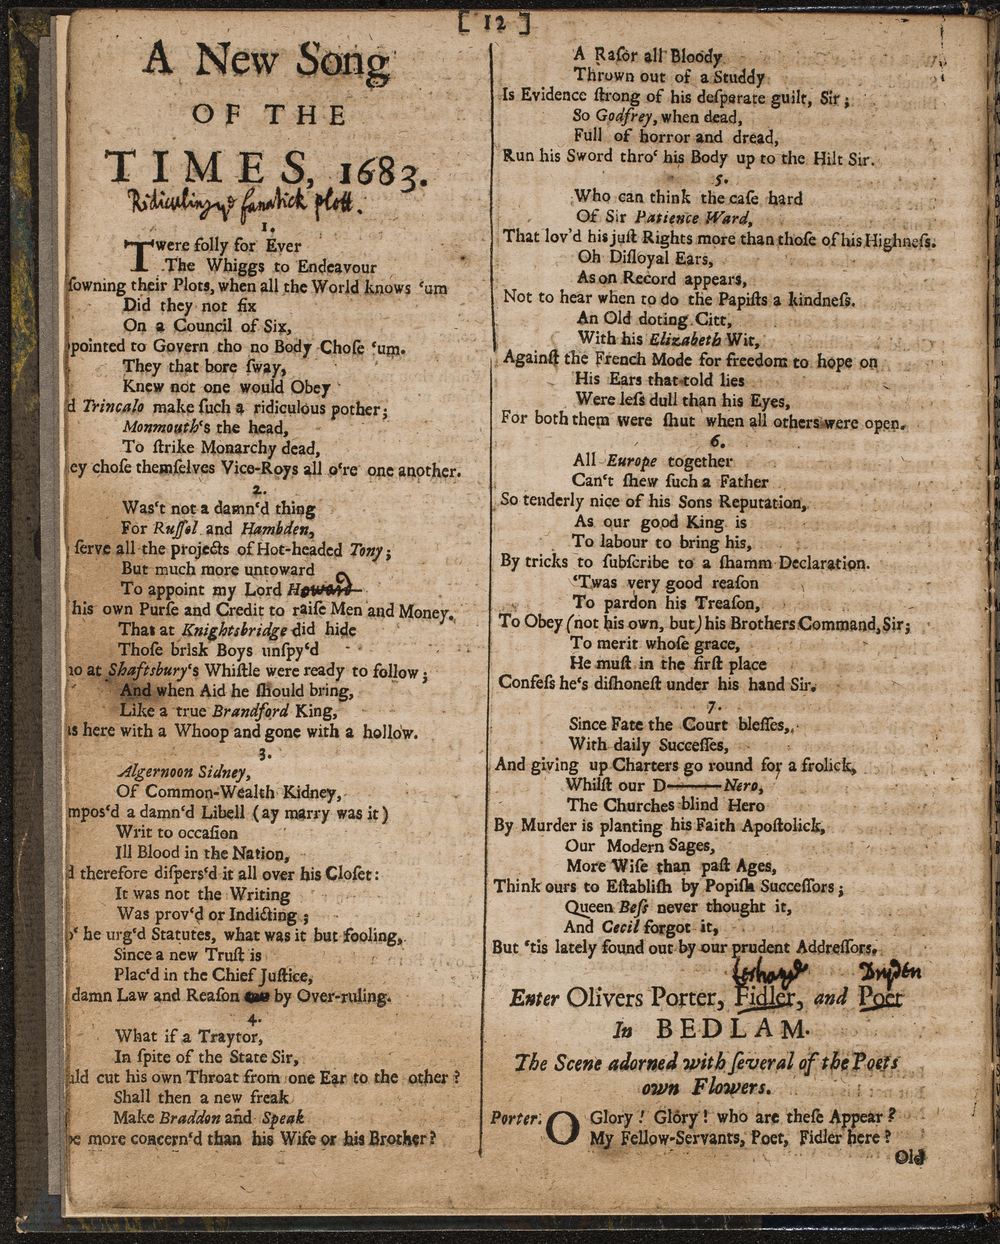 [ 12 ]
A New Song
OF THE
TIMES, 1683.
Ridiculing ye fanatick plott.
1.
Twere folly for Ever
The Whiggs to Endeavour
ſowning their Plots, when all the World knows ‘um
Did they not fix
On a Council of Six,
pointed to Govern tho no Body Choſe ‘um.
They that bore ſway,
Knew not one would Obey
d Trincalo make ſuch a ridiculous pother;
Monmouth‘s the head,
To ſtrike Monarchy dead,
ey choſe themſelves Vice-Roys all o‘re one another.
2.
Was‘t not a damn‘d thing
For Ruſſel and Hambden,
ſerve all the projects of Hot-headed Tony;
But much more untoward
To appoint my Lord Howard
his own Purſe and Credit to raiſe Men and Money.
That at Knightsbridge did hide
Thoſe brisk Boys unſpy‘d
o at Shaftsbury‘s Whiſtle were ready to follow;
And when Aid he ſhould bring,
Like a true Brandford King,
s here with a Whoop and gone with a hollow.
3.
Algernoon Sidney,
Of Common-Wealth Kidney,
mpos‘d a damn‘d Libell (ay marry was it)
Writ to occaſion
Ill Blood in the Nation,
d therefore diſpers‘d it all over his Cloſet:
It was not the Writing
Was prov‘d or Indicting;
‘ he urg‘d Statutes, what was it but fooling,
Since a new Truſt is
Plac‘d in the Chief Juſtice,
damn Law and Reaſon by Over-ruling.
4.
What if a Traytor,
In ſpite of the State Sir,
uld cut his own Throat from one Ear to the other?
Shall then a new freak
Make Braddon and Speak
e more concern‘d than his Wife or his Brother?
A Raſor all Bloody
Thrown out of a Studdy
Is Evidence ſtrong of his deſperate guilt, Sir;
So Godfrey, when dead,
Full of horror and dread,
Run his Sword thro‘ his Body up to the Hilt Sir.
5.
Who can think the caſe hard
Of Sir Patience Ward,
That lov‘d his juſt Rights more than thoſe of his Highneſs.
Oh Diſloyal Ears,
As on Record appears,
Not to hear when to do the Papiſts a kindneſs.
An Old doting Citt,
With his Elizabeth Wit,
Againſt the French Mode for freedom to hope on
His Ears that told lies
Were leſs dull than his Eyes,
For both them were ſhut when all others were open.
6.
All Europe together
Can‘t ſhew ſuch a Father
So tenderly nice of his Sons Reputation,
As our good King is
To labour to bring his,
By tricks to ſubſcribe to a ſhamm Declaration.
‘Twas very good reaſon
To pardon his Treaſon,
To Obey (not his own, but) his Brothers Command, Sir;
To merit whoſe grace,
He muſt in the firſt place
Confeſs he‘s diſhoneſt under his hand Sir.
7.
Since Fate the Court bleſſes,
With daily Succeſſes,
And giving up Charters go round for a frolick,
Whilſt our D——— Nero,
The Churches blind Hero
By Murder is planting his Faith Apoſtolick,
Our Modern Sages,
More Wiſe than paſt Ages,
Think ours to Eſtabliſh by Popiſh Succeſſors;
Queen Beſs never thought it,
And Cecil forgot it,
But ‘tis lately found out by our prudent Addreſſors.
Dryden
Enter Olivers Porter, Fidler, and Poet
In BEDLAM.
The Scene adorned with ſeveral of the Poets
own Flowers.
Porter. O Glory! Glory! who are theſe Appear?
My Fellow-Servants, Poet, Fidler here?
Old